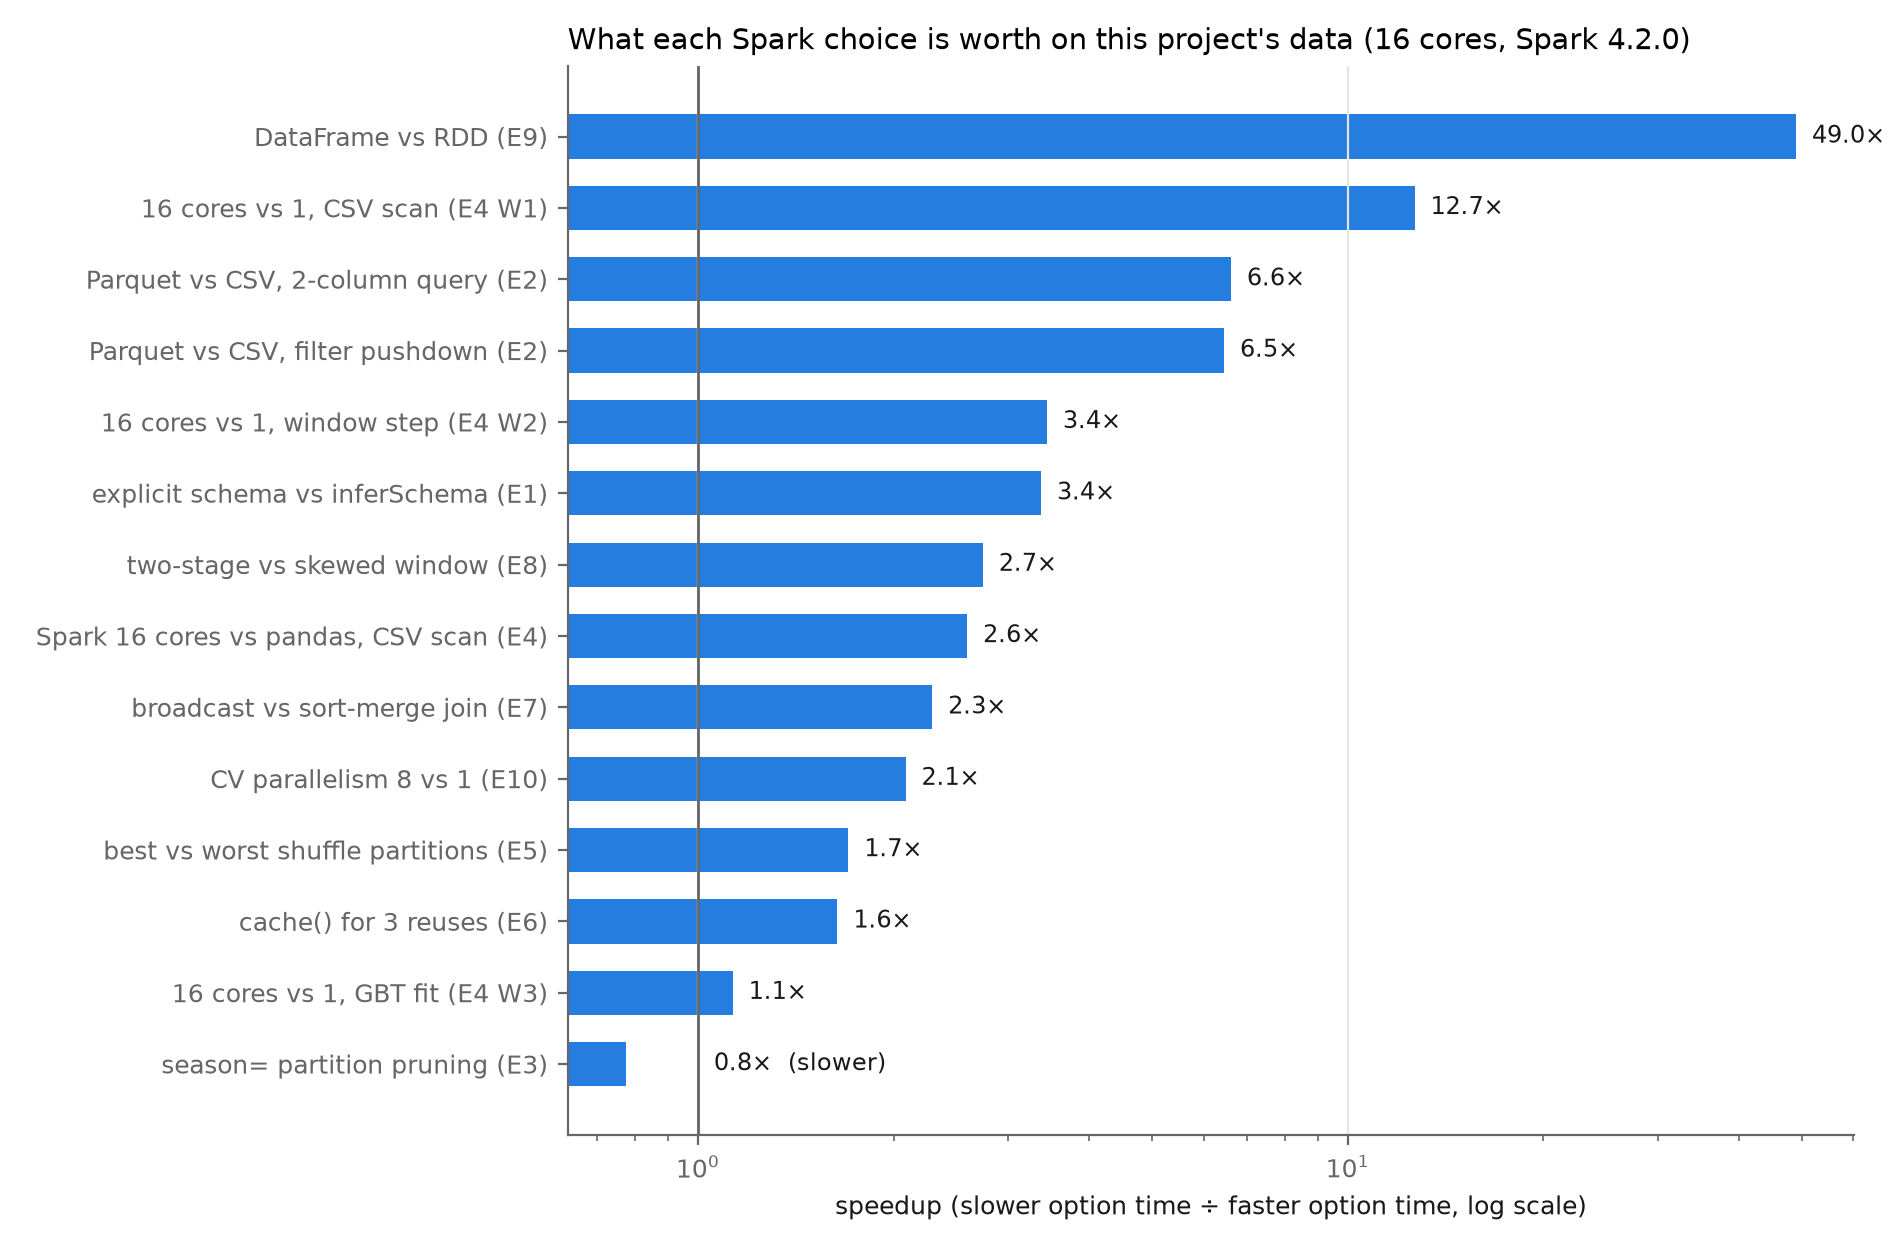 What each Spark choice is worth on this project's data (16 cores, Spark 4.2.0)
DataFrame vs RDD (E9) 49.0×
16 cores vs 1, CSV scan (E4 W1) 12.7×
Parquet vs CSV, 2-column query (E2) 6.6×
Parquet vs CSV, filter pushdown (E2) 6.5×
16 cores vs 1, window step (E4 W2) 3.4×
explicit schema vs inferSchema (E1) 3.4×
two-stage vs skewed window (E8) 2.7×
Spark 16 cores vs pandas, CSV scan (E4) 2.6×
broadcast vs sort-merge join (E7) 2.3×
CV parallelism 8 vs 1 (E10) 2.1×
best vs worst shuffle partitions (E5) 1.7×
cache() for 3 reuses (E6) 1.6×
16 cores vs 1, GBT fit (E4 W3) 1.1×
season= partition pruning (E3) 0.8× (slower)
10⁰ 10¹
speedup (slower option time ÷ faster option time, log scale)